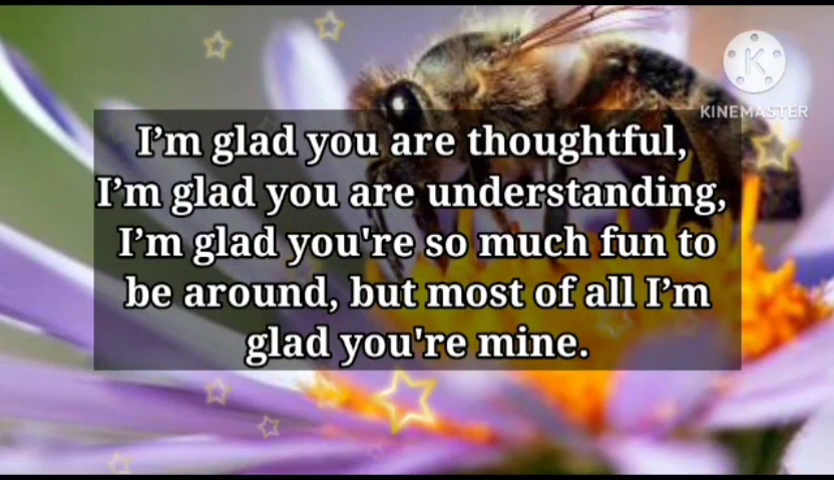 K
KINEMASTER
I’m glad you are thoughtful,
I’m glad you are understanding,
I’m glad you're so much fun to
be around, but most of all I’m
glad you're mine.